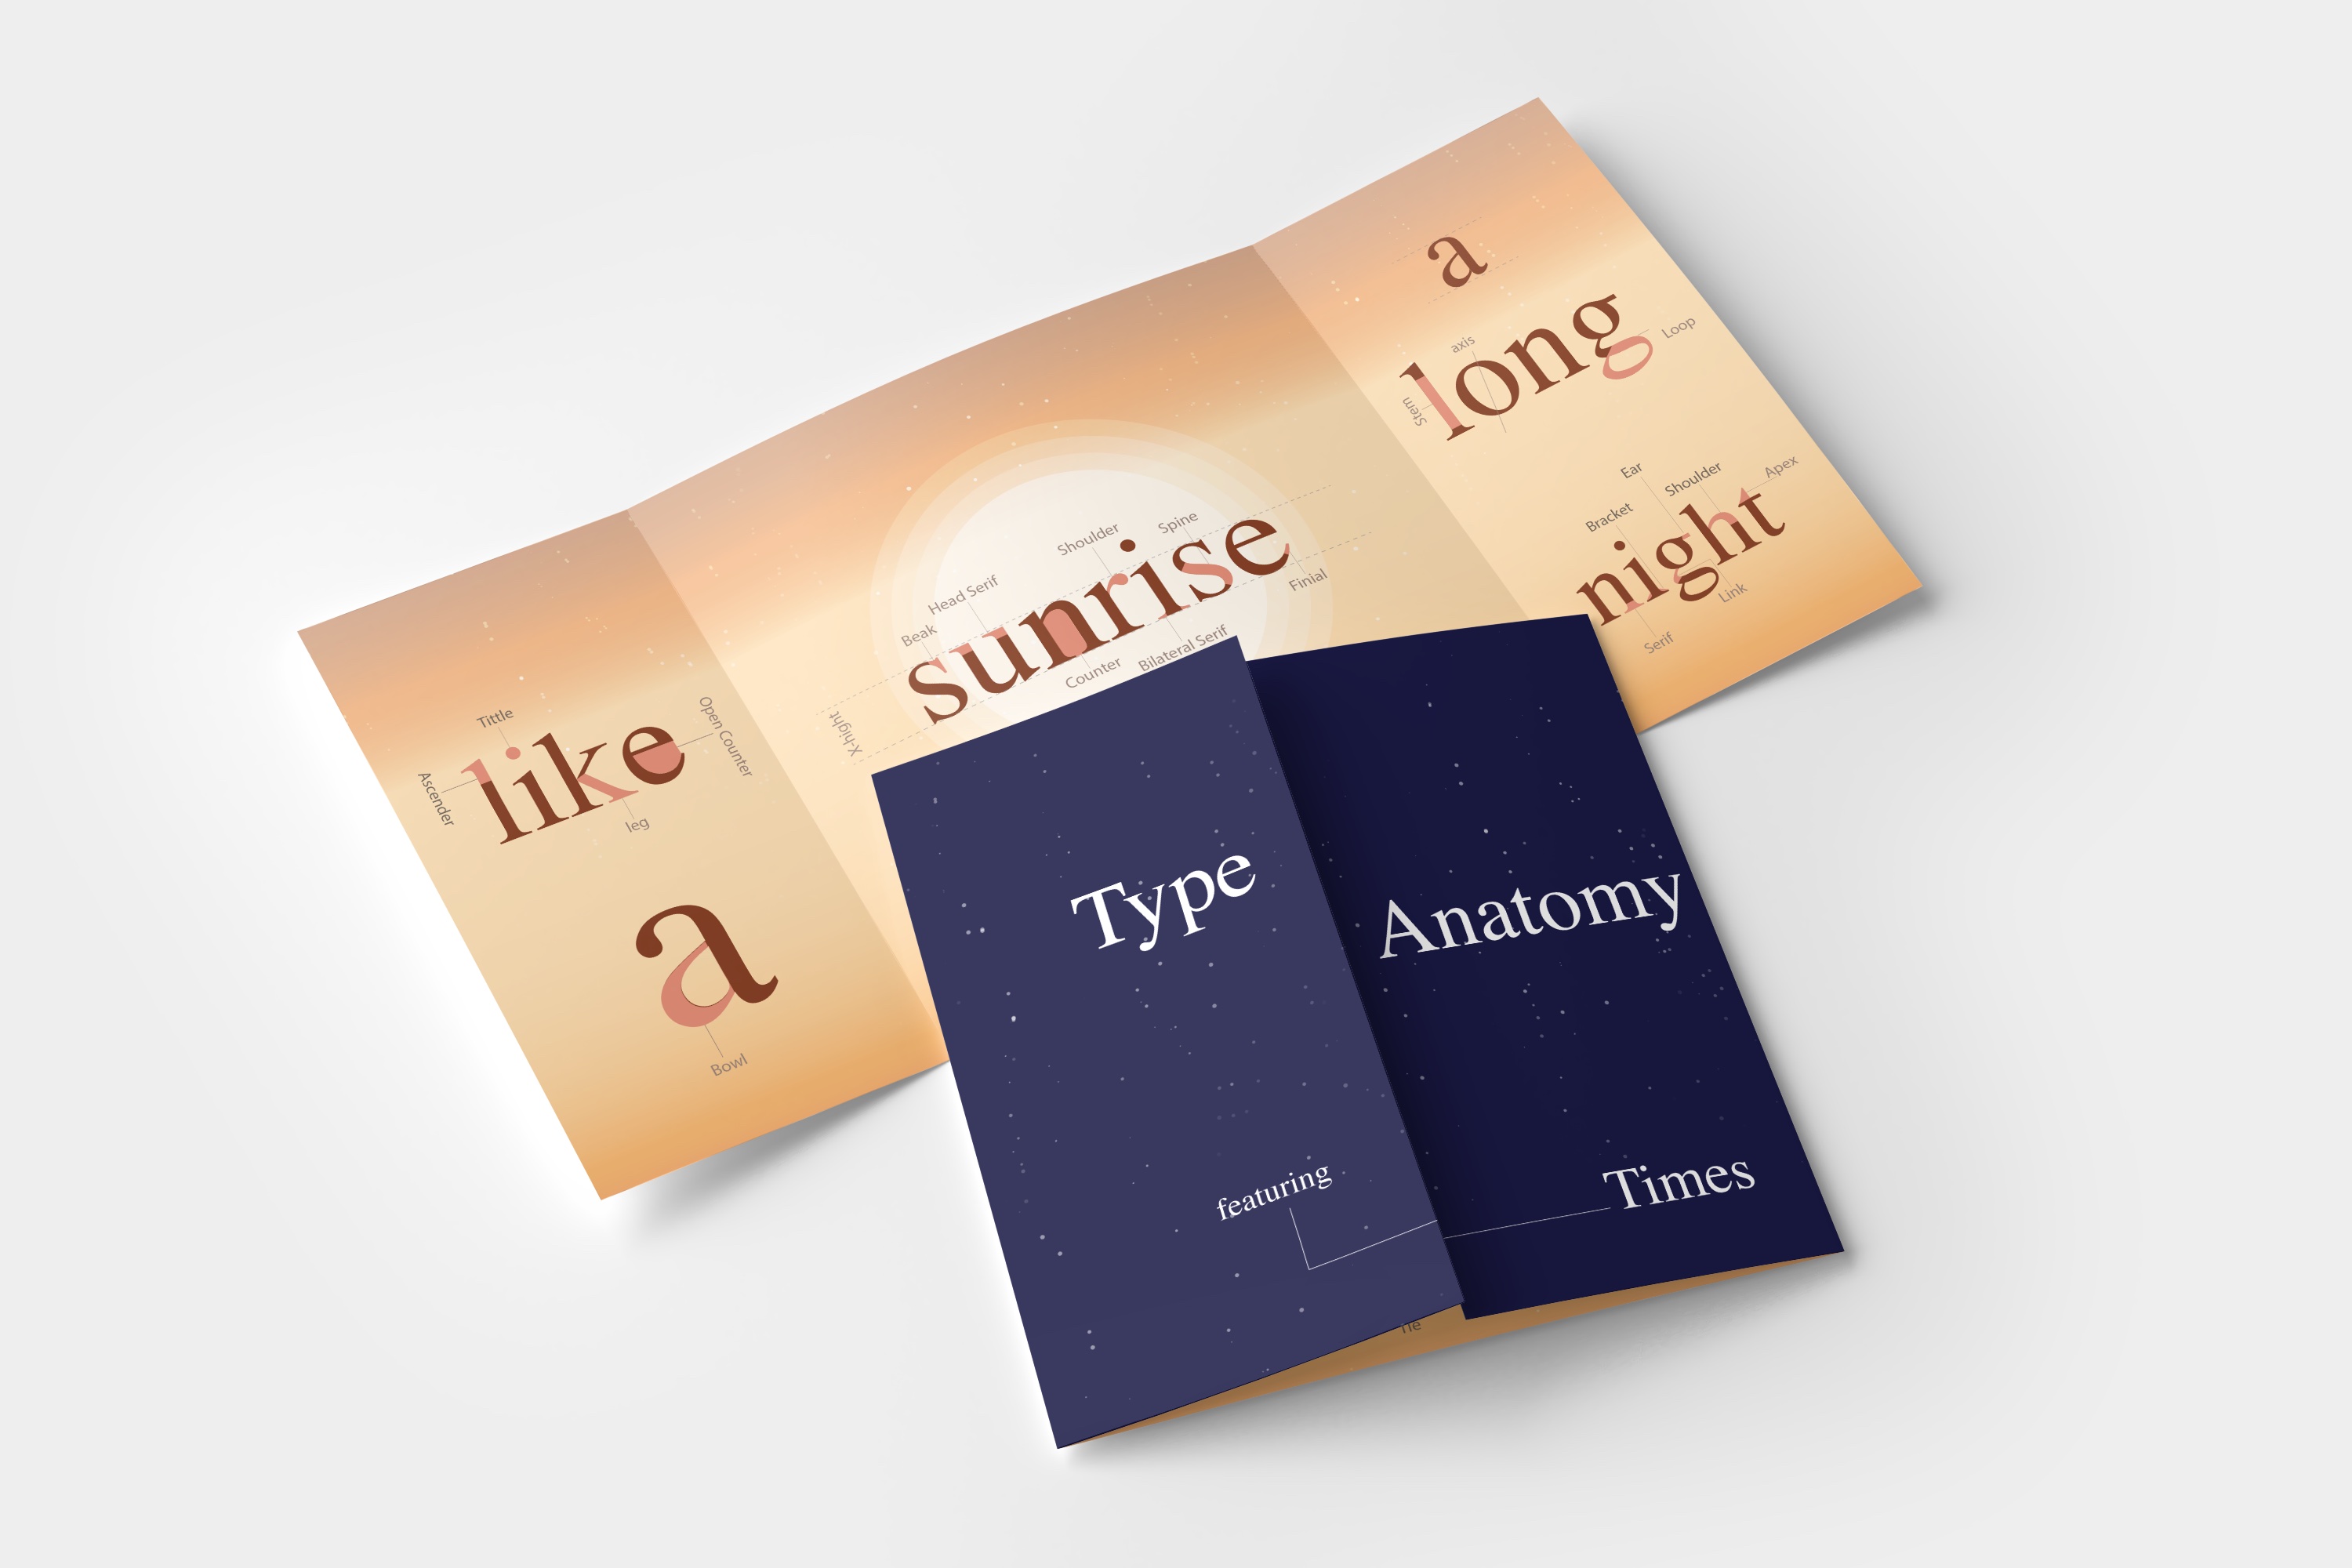 Tittle
Ascender
like
Open Counter
leg
a
Bowl
Shoulder
Spine
Head Serif
Beak
sunrise
Finial
Counter
Bilateral Serif
X-hight
a
axis
long
Loop
Stem
Ear
Shoulder
Apex
Bracket
night
Link
Serif
Type
Anatomy
featuring
Times